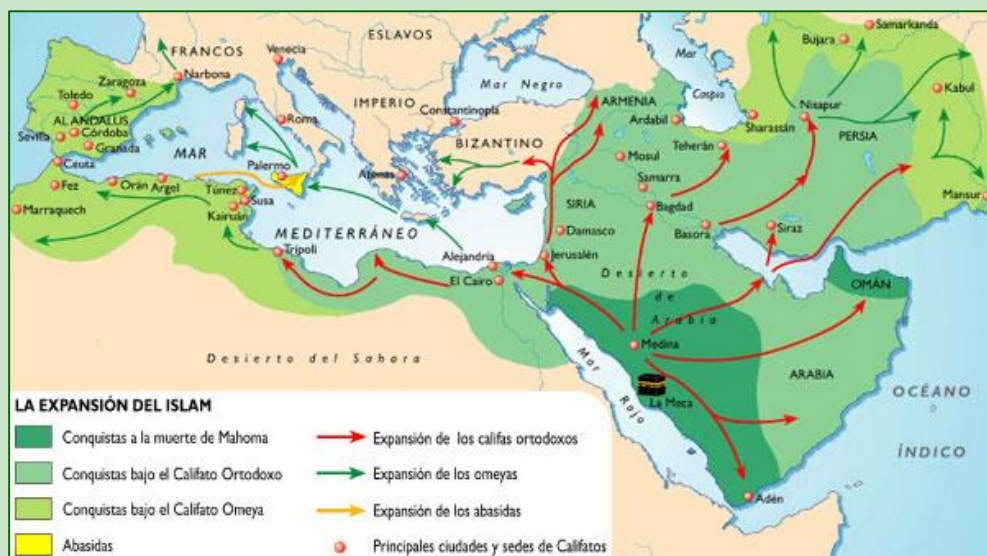 Samarkanda
ESLAVOS
Bujara
FRANCOS
Venecia
Mar
Caspio
Narbona
Zaragoza
Mar Negro
Kabul
Toledo
IMPERIO
Constantinopla
ARMENIA
Nisapur
AL ANDALUS
Roma
Ardabil
Sharastán
PERSIA
Córdoba
Sevilla
BIZANTINO
Teherán
Granada
MAR
Mosul
Ceuta
Palermo
Atenas
Samarra
Mansur
Fez
Orán
Argel
Túnez
SIRIA
Bagdad
Susa
Marraquech
Kairuán
Damasco
Basora
Siraz
MEDITERRÁNEO
Trípoli
Alejandría
Jerusalén
El Cairo
Desierto
de
Arabia
OMÁN
Desierto del Sahara
Medina
Mar
Rojo
La Meca
ARABIA
OCÉANO
ÍNDICO
Adén
LA EXPANSIÓN DEL ISLAM
Conquistas a la muerte de Mahoma
Expansión de los califas ortodoxos
Conquistas bajo el Califato Ortodoxo
Expansión de los omeyas
Conquistas bajo el Califato Omeya
Expansión de los abasidas
Abasidas
Principales ciudades y sedes de Califatos